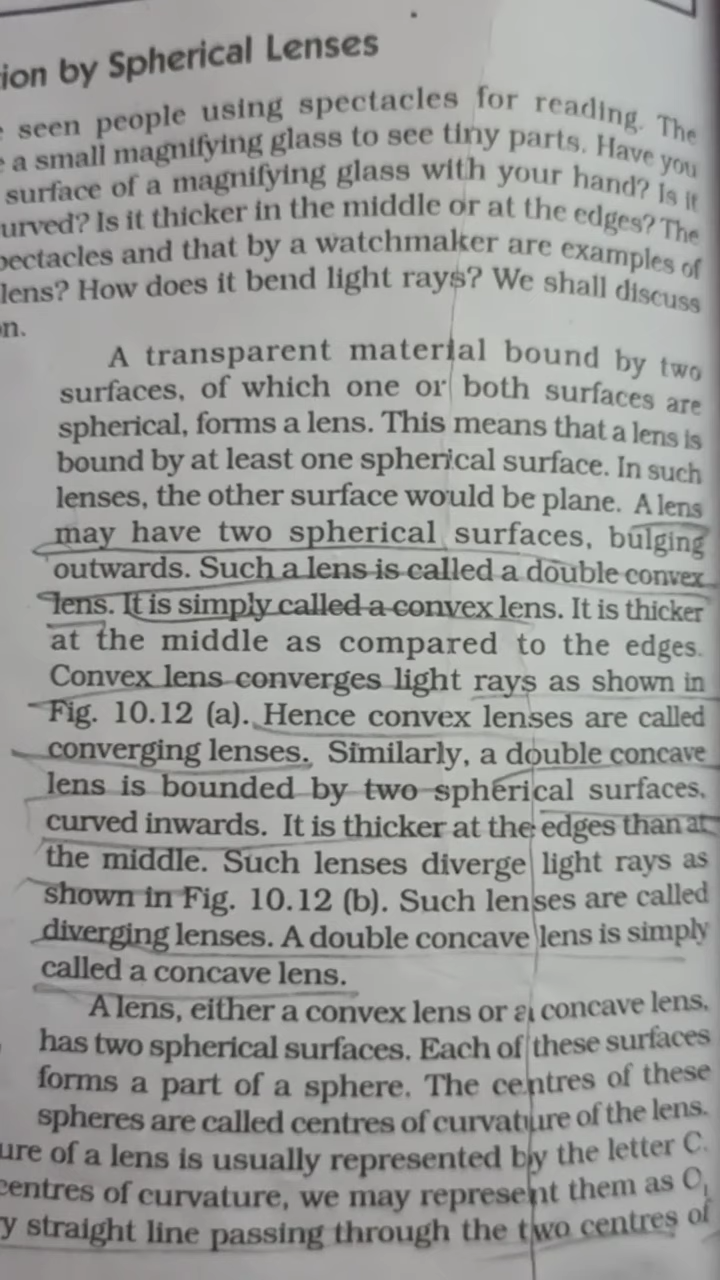 ion by Spherical Lenses
seen people using spectacles for reading. The
a small magnifying glass to see tiny parts. Have you
surface of a magnifying glass with your hand? Is it
urved? Is it thicker in the middle or at the edges? The
pectacles and that by a watchmaker are examples of
lens? How does it bend light rays? We shall discuss
n.
A transparent material bound by two
surfaces, of which one or both surfaces are
spherical, forms a lens. This means that a lens is
bound by at least one spherical surface. In such
lenses, the other surface would be plane. A lens
may have two spherical surfaces, bulging
outwards. Such a lens is called a double convex
lens. It is simply called a convex lens. It is thicker
at the middle as compared to the edges.
Convex lens converges light rays as shown in
Fig. 10.12 (a). Hence convex lenses are called
converging lenses. Similarly, a double concave
lens is bounded by two spherical surfaces,
curved inwards. It is thicker at the edges than at
the middle. Such lenses diverge light rays as
shown in Fig. 10.12 (b). Such lenses are called
diverging lenses. A double concave lens is simply
called a concave lens.
A lens, either a convex lens or a concave lens,
has two spherical surfaces. Each of these surfaces
forms a part of a sphere. The centres of these
spheres are called centres of curvature of the lens.
ure of a lens is usually represented by the letter C.
centres of curvature, we may represent them as C₁
y straight line passing through the two centres of